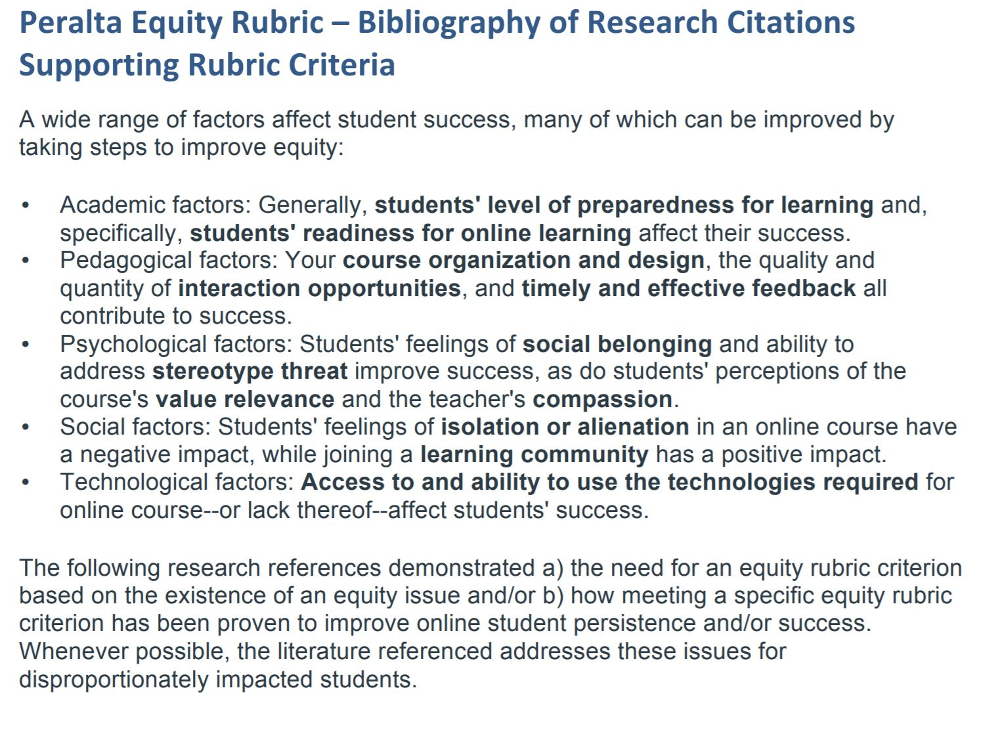 Peralta Equity Rubric – Bibliography of Research Citations
Supporting Rubric Criteria
A wide range of factors affect student success, many of which can be improved by
taking steps to improve equity:
• Academic factors: Generally, students' level of preparedness for learning and,
specifically, students' readiness for online learning affect their success.
• Pedagogical factors: Your course organization and design, the quality and
quantity of interaction opportunities, and timely and effective feedback all
contribute to success.
• Psychological factors: Students' feelings of social belonging and ability to
address stereotype threat improve success, as do students' perceptions of the
course's value relevance and the teacher's compassion.
• Social factors: Students' feelings of isolation or alienation in an online course have
a negative impact, while joining a learning community has a positive impact.
• Technological factors: Access to and ability to use the technologies required for
online course--or lack thereof--affect students' success.
The following research references demonstrated a) the need for an equity rubric criterion
based on the existence of an equity issue and/or b) how meeting a specific equity rubric
criterion has been proven to improve online student persistence and/or success.
Whenever possible, the literature referenced addresses these issues for
disproportionately impacted students.